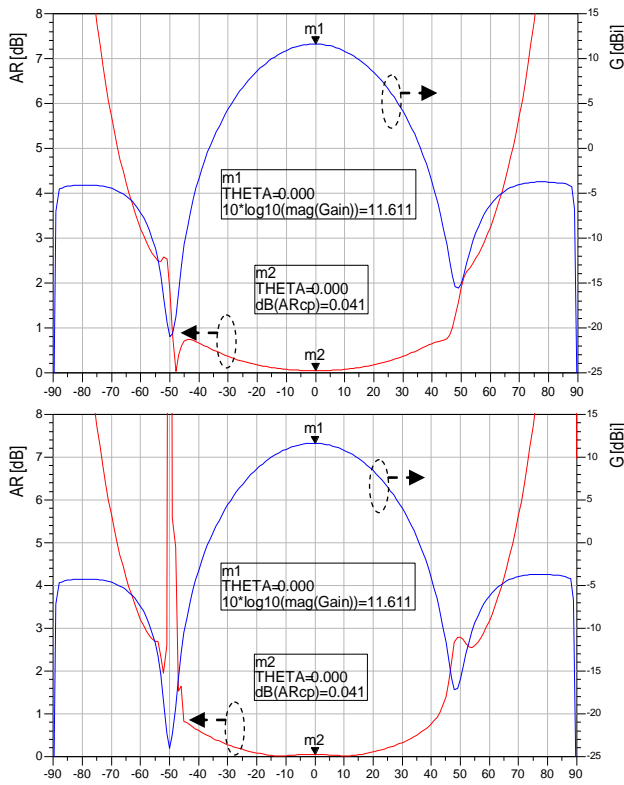 AR [dB]
G [dBi]
8
7
6
5
4
3
2
1
0
15
10
5
0
-5
-10
-15
-20
-25
m1
m1
THETA=0.000
10*log10(mag(Gain))=11.611
m2
THETA=0.000
dB(ARcp)=0.041
m2
-90 -80 -70 -60 -50 -40 -30 -20 -10 0 10 20 30 40 50 60 70 80 90
AR [dB]
G [dBi]
8
7
6
5
4
3
2
1
0
15
10
5
0
-5
-10
-15
-20
-25
m1
m1
THETA=0.000
10*log10(mag(Gain))=11.611
m2
THETA=0.000
dB(ARcp)=0.041
m2
-90 -80 -70 -60 -50 -40 -30 -20 -10 0 10 20 30 40 50 60 70 80 90